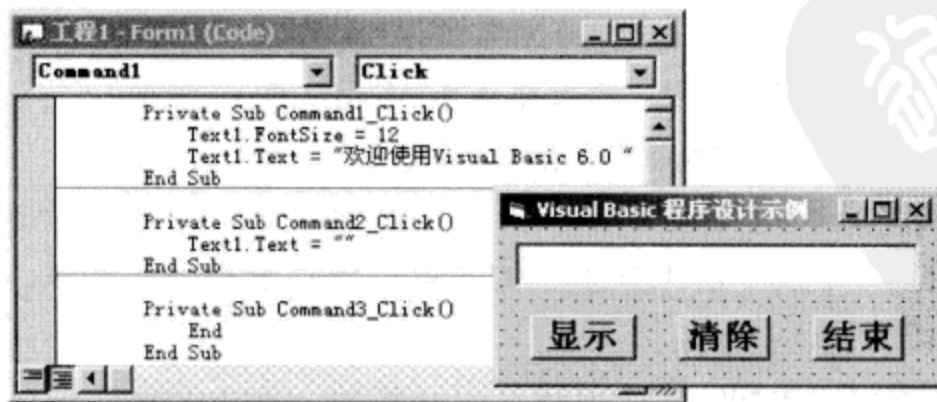 工程1 - Form1 (Code)
Command1 Click
Private Sub Command1_Click()
Text1.FontSize = 12
Text1.Text = "欢迎使用Visual Basic 6.0 "
End Sub
Private Sub Command2_Click()
Text1.Text = ""
End Sub
Private Sub Command3_Click()
End
End Sub
Visual Basic 程序设计示例
显示 清除 结束